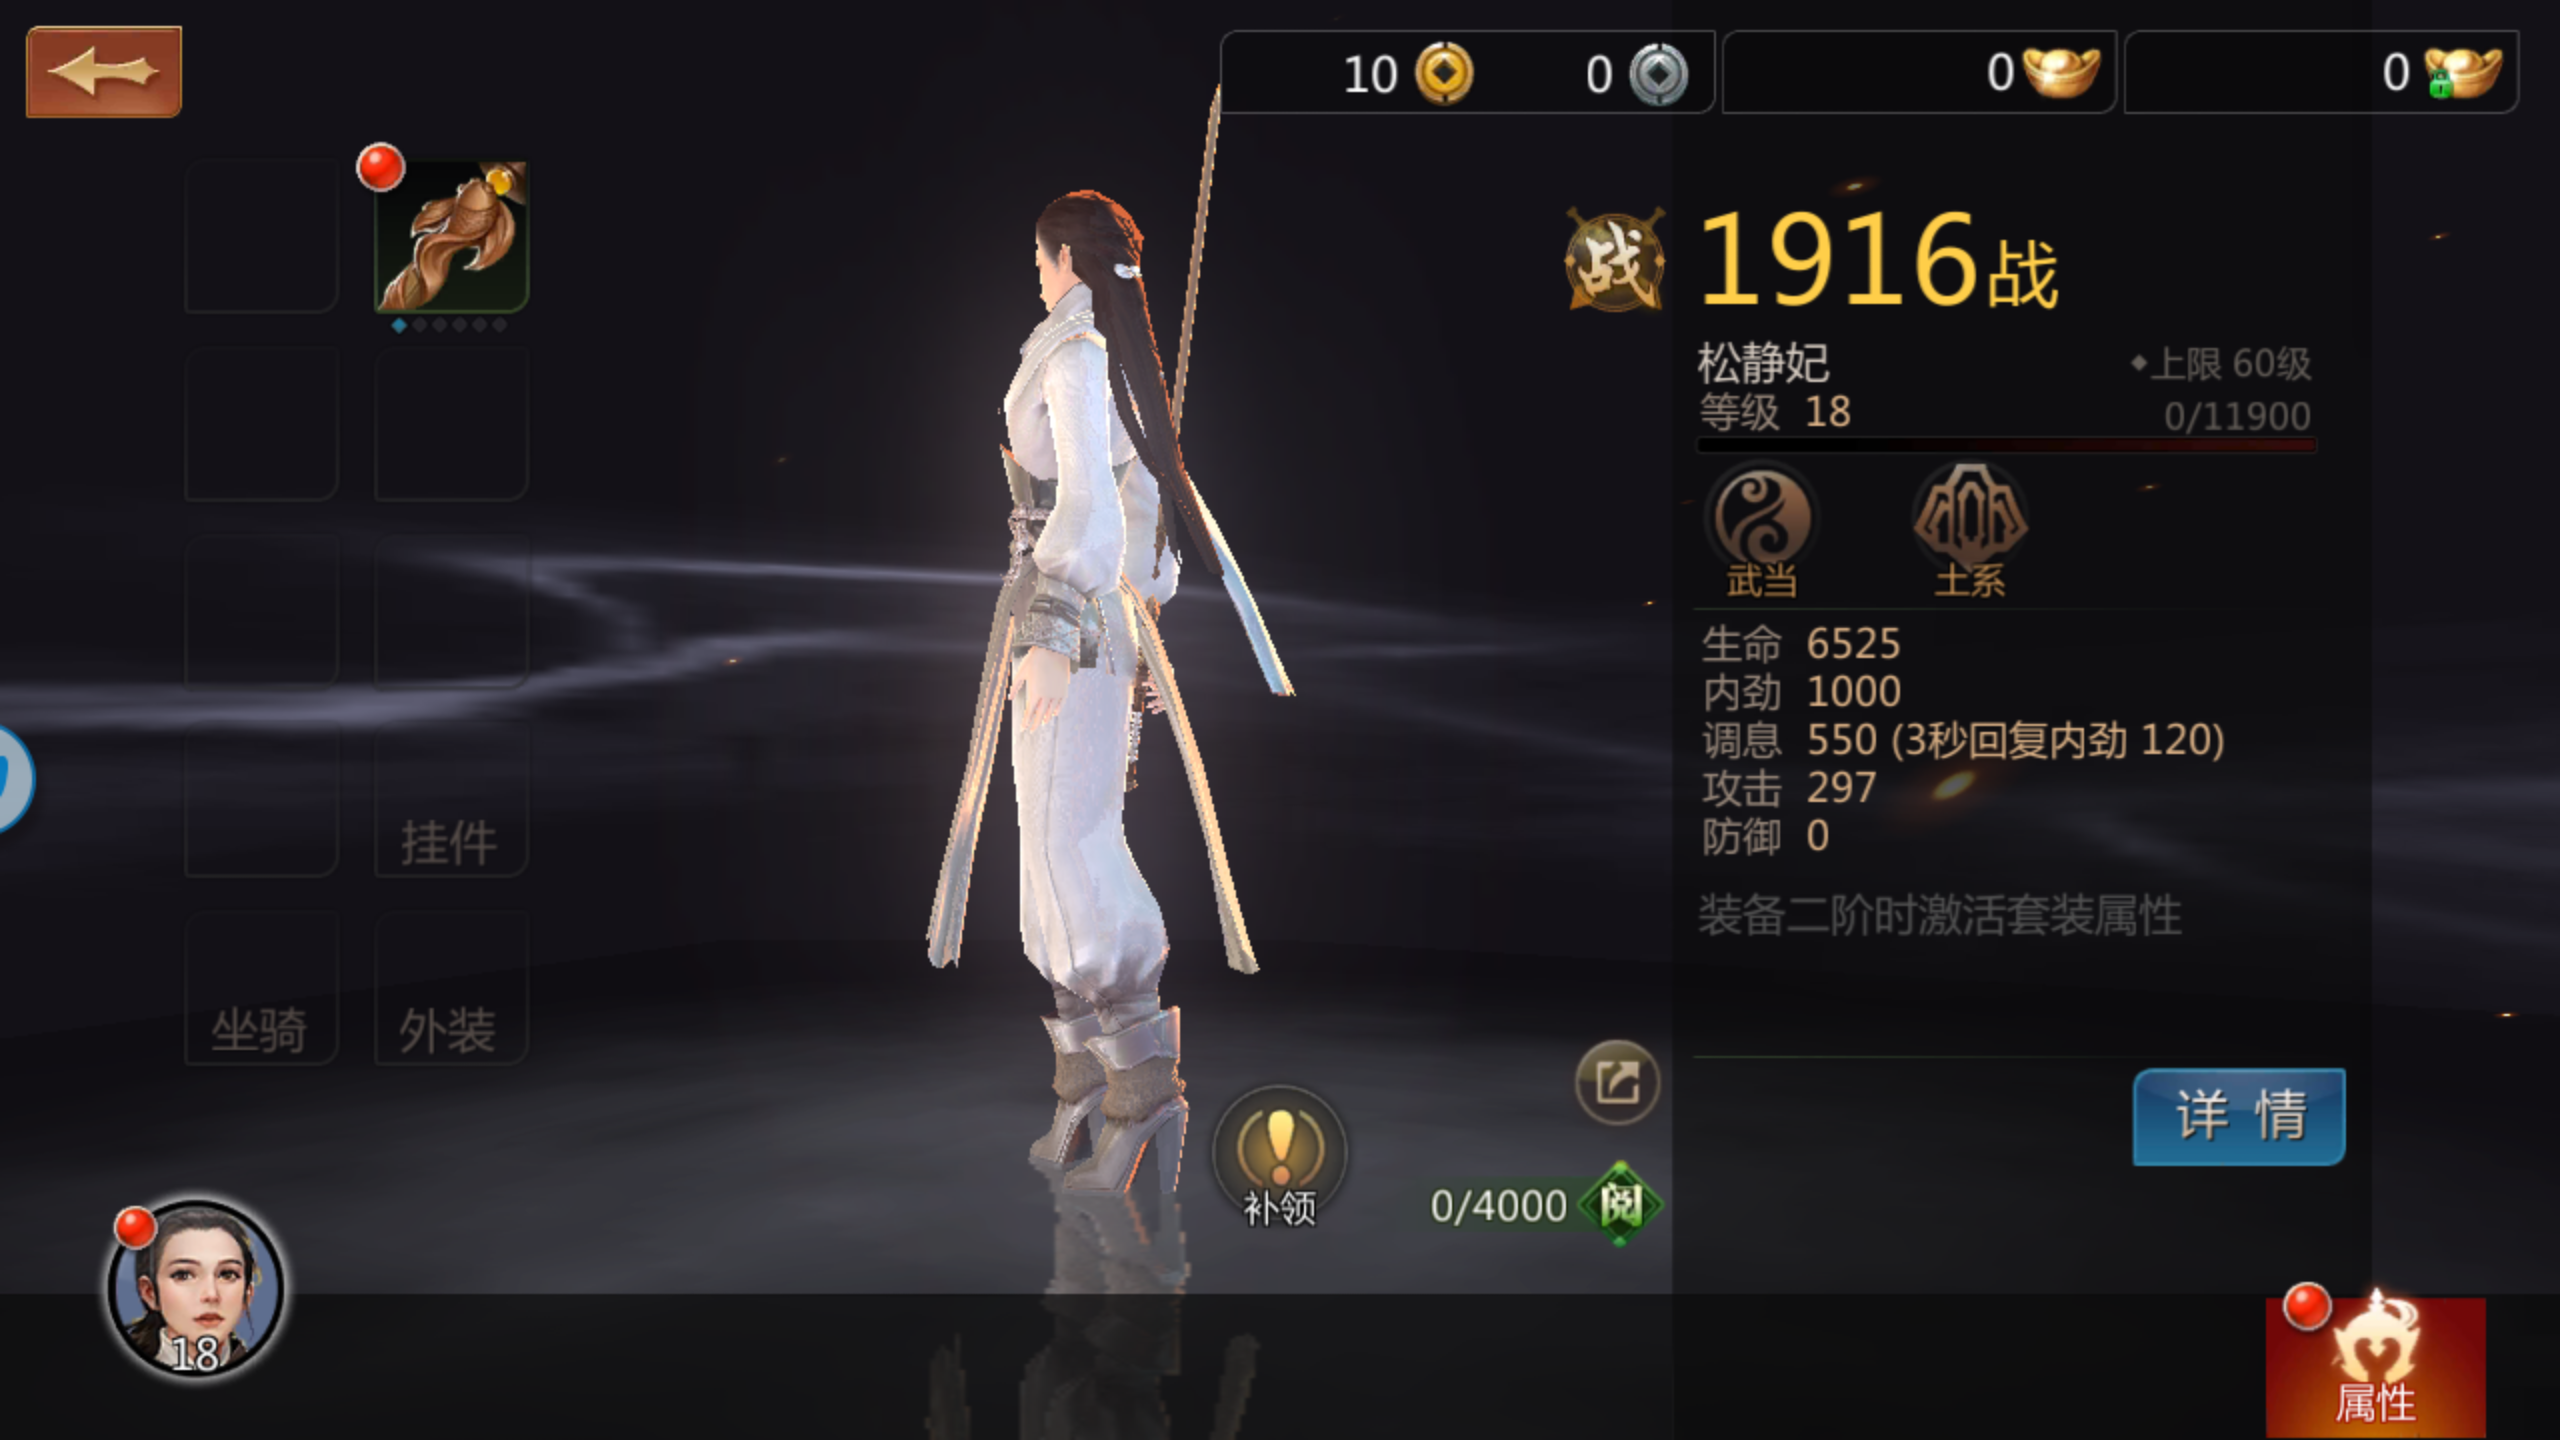 10
0
0
0
战
1916战
松静妃
◆上限 60级
等级 18
0/11900
武当
土系
生命 6525
内劲 1000
调息 550 (3秒回复内劲 120)
攻击 297
防御 0
装备二阶时激活套装属性
挂件
坐骑
外装
详 情
补领
0/4000
阅
18
属性